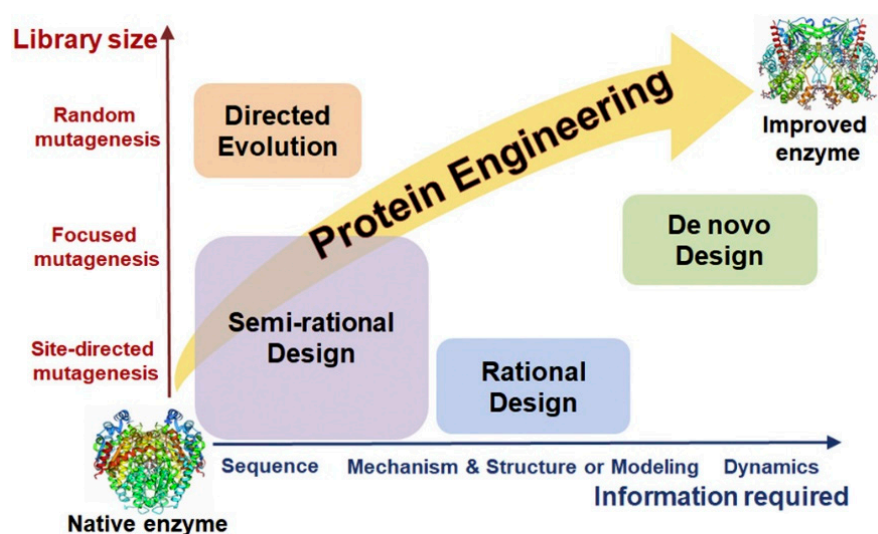 Library size
Random
mutagenesis
Focused
mutagenesis
Site-directed
mutagenesis
Directed
Evolution
Protein Engineering
Improved
enzyme
De novo
Design
Semi-rational
Design
Rational
Design
Native enzyme
Sequence
Mechanism & Structure or Modeling
Dynamics
Information required